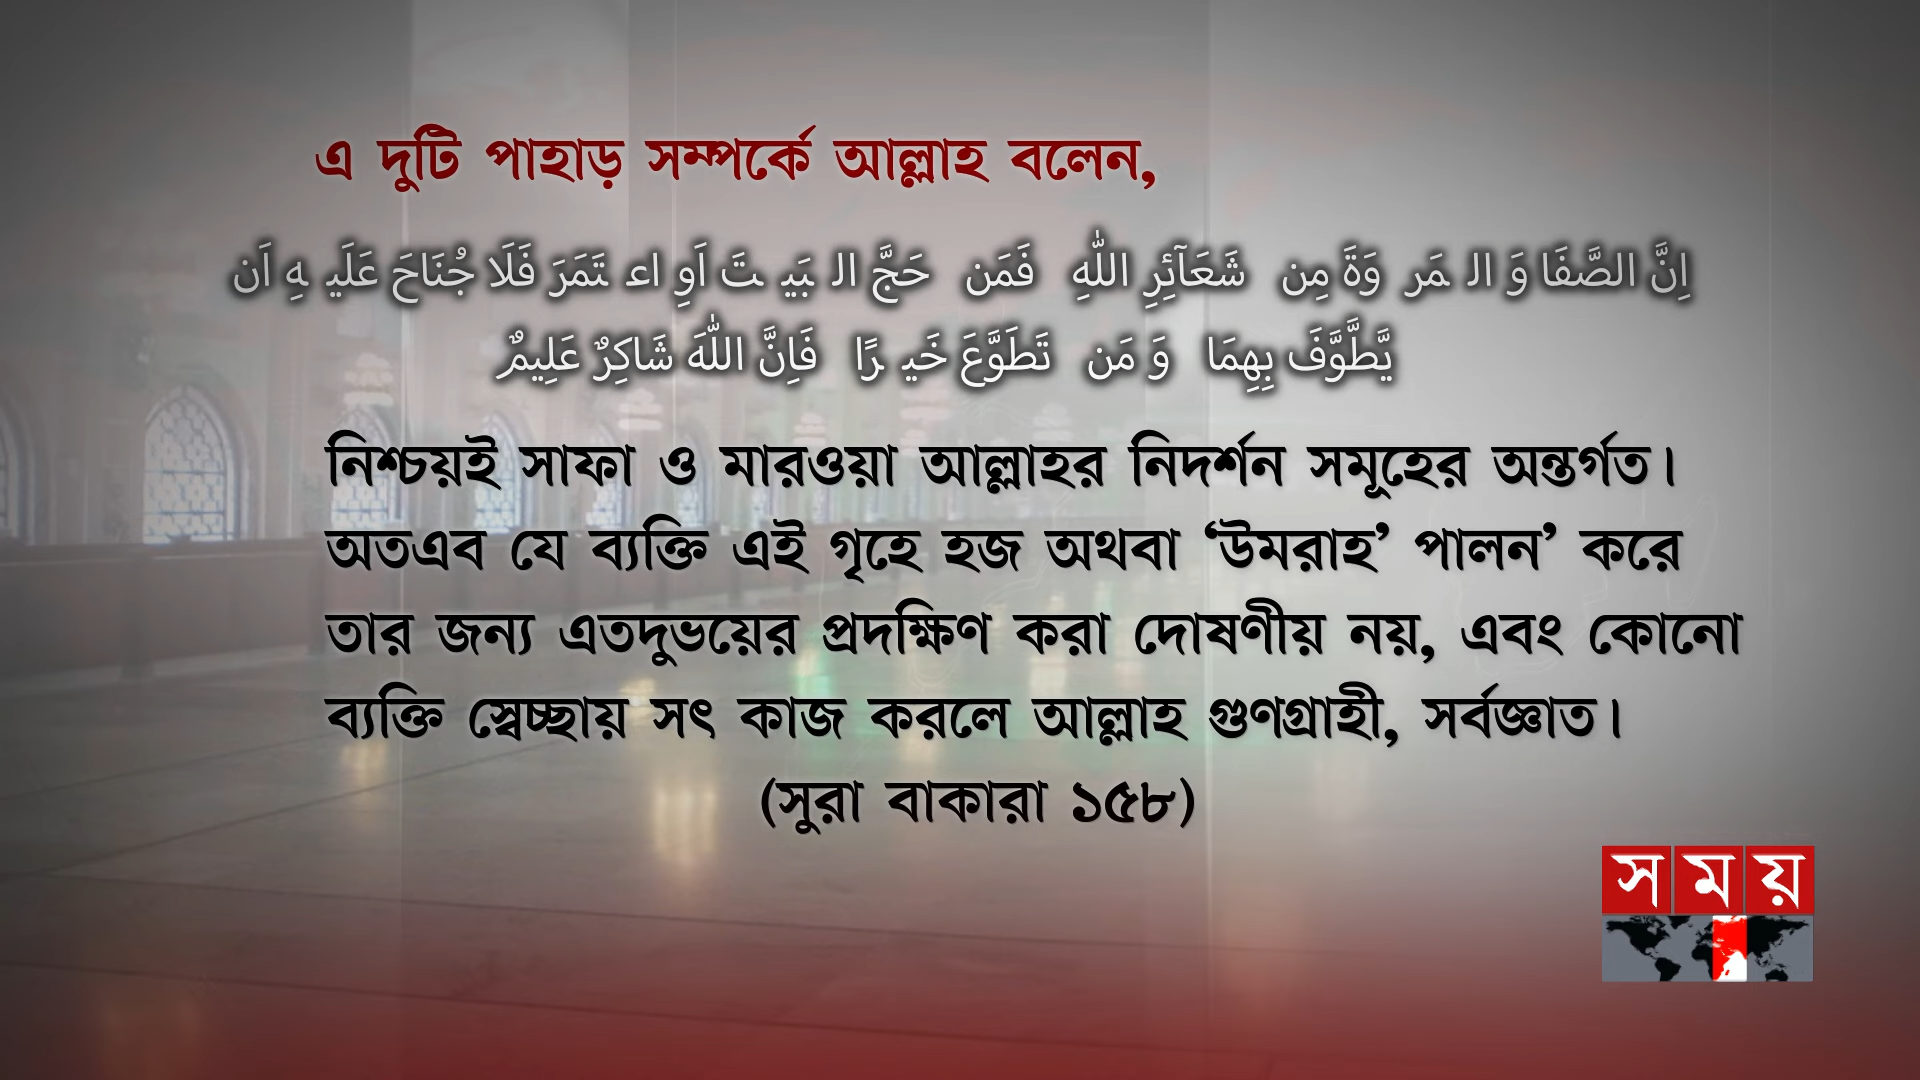 এ দুটি পাহাড় সম্পর্কে আল্লাহ বলেন,
اِنَّ الصَّفَا وَ الۡمَرۡوَةَ مِنۡ شَعَآئِرِ اللّٰهِ ۚ فَمَنۡ حَجَّ الۡبَيۡتَ اَوِ اعۡتَمَرَ فَلَا جُنَاحَ عَلَيۡهِ اَنۡ
يَّطَّوَّفَ بِهِمَا ؕ وَ مَنۡ تَطَوَّعَ خَيۡرًا ۙ فَاِنَّ اللّٰهَ شَاكِرٌ عَلِيمٌ
নিশ্চয়ই সাফা ও মারওয়া আল্লাহর নিদর্শন সমূহের অন্তর্গত।
অতএব যে ব্যক্তি এই গৃহে হজ অথবা ‘উমরাহ’ পালন’ করে
তার জন্য এতদুভয়ের প্রদক্ষিণ করা দোষণীয় নয়, এবং কোনো
ব্যক্তি স্বেচ্ছায় সৎ কাজ করলে আল্লাহ গুণগ্রাহী, সর্বজ্ঞাত।
(সুরা বাকারা ১৫৮)
সময়